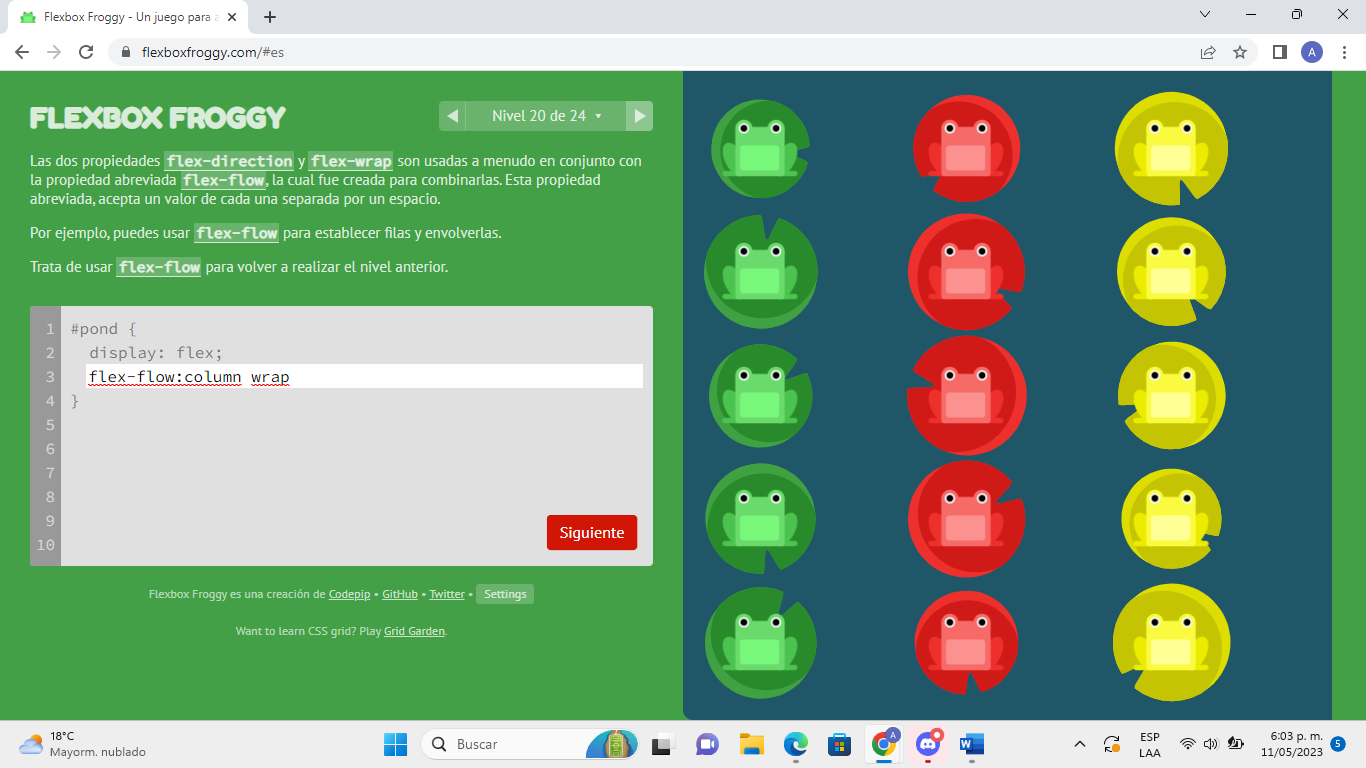 Flexbox Froggy - Un juego para a
flexboxfroggy.com/#es
A
FLEXBOX FROGGY
Nivel 20 de 24
Las dos propiedades flex-direction y flex-wrap son usadas a menudo en conjunto con
la propiedad abreviada flex-flow, la cual fue creada para combinarlas. Esta propiedad
abreviada, acepta un valor de cada una separada por un espacio.
Por ejemplo, puedes usar flex-flow para establecer filas y envolverlas.
Trata de usar flex-flow para volver a realizar el nivel anterior.
1 #pond {
2 display: flex;
3 flex-flow:column wrap
4 }
5
6
7
8
9
10
Siguiente
Flexbox Froggy es una creación de Codepip • GitHub • Twitter • Settings
Want to learn CSS grid? Play Grid Garden.
18°C
Mayorm. nublado
Buscar
A
W
ESP
LAA
6:03 p. m.
11/05/2023
5